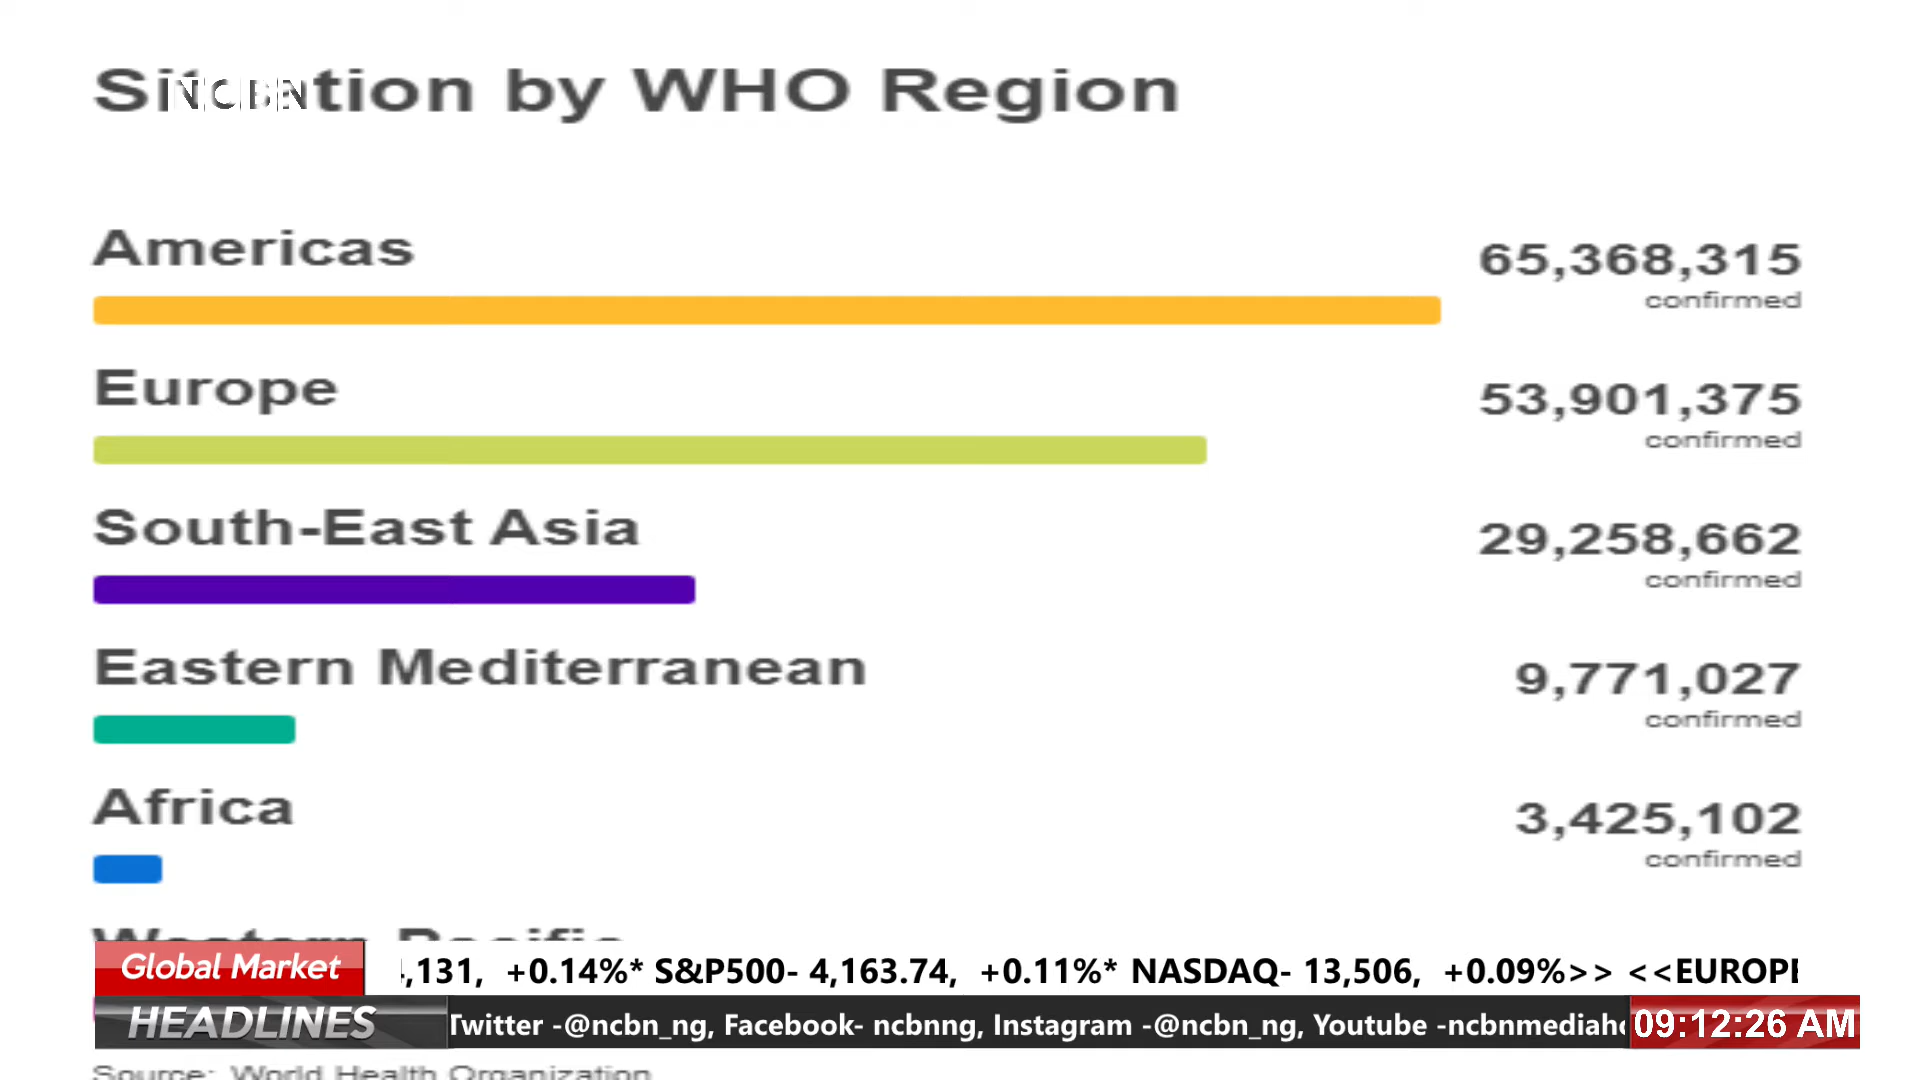 Situation by WHO Region
NCBN
Americas
65,368,315
confirmed
Europe
53,901,375
confirmed
South-East Asia
29,258,662
confirmed
Eastern Mediterranean
9,771,027
confirmed
Africa
3,425,102
confirmed
Western Pacific
Global Market
,131, +0.14%* S&P500- 4,163.74, +0.11%* NASDAQ- 13,506, +0.09%>> <<EUROPE
HEADLINES
Twitter -@ncbn_ng, Facebook- ncbnng, Instagram -@ncbn_ng, Youtube -ncbnmediah
09:12:26 AM
Source: World Health Organization